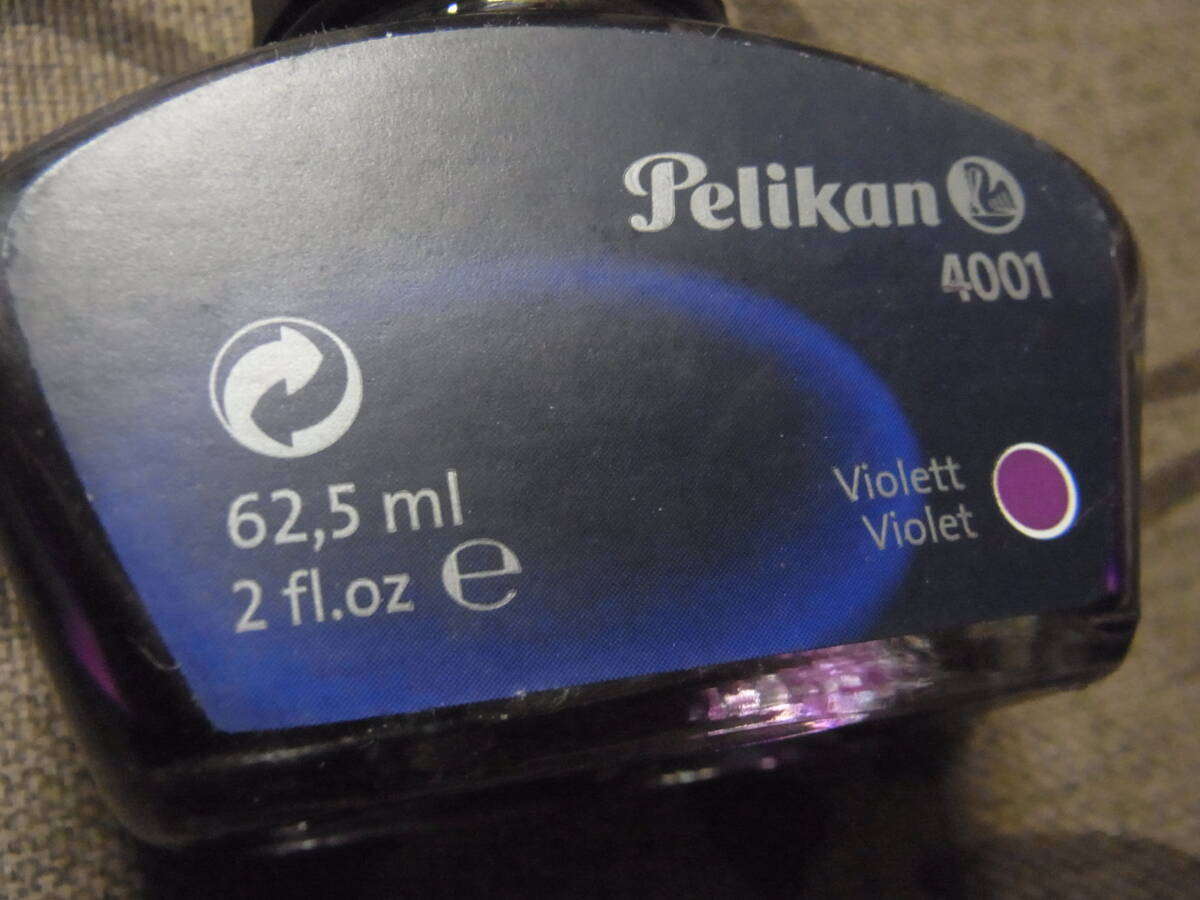 Pelikan
4001
62,5 ml
2 fl.oz ℮
Violett
Violet